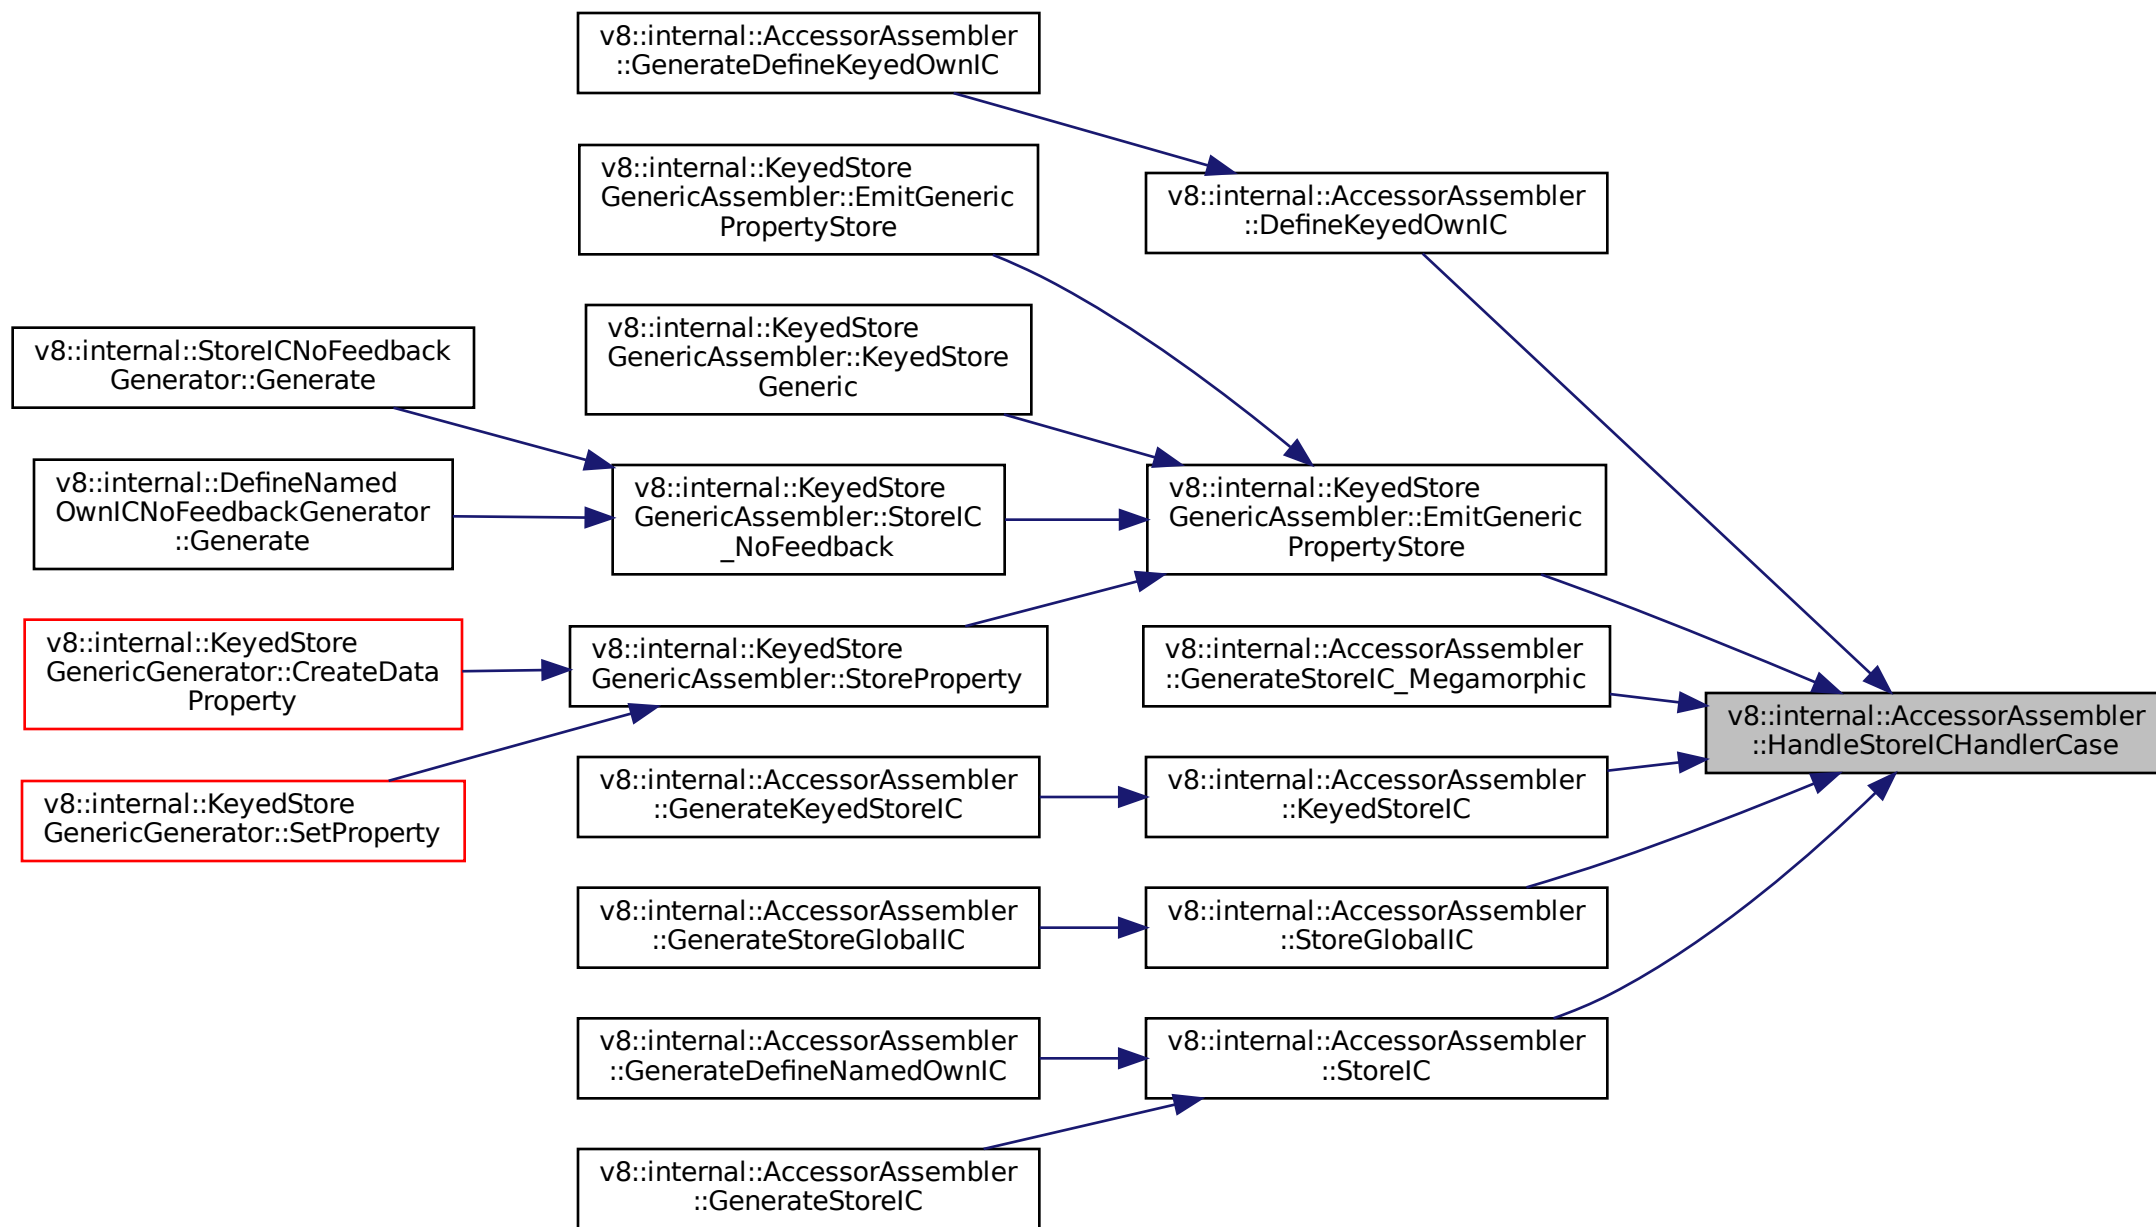 v8::internal::AccessorAssembler
::GenerateDefineKeyedOwnIC
v8::internal::KeyedStore
GenericAssembler::EmitGeneric
PropertyStore
v8::internal::AccessorAssembler
::DefineKeyedOwnIC
v8::internal::KeyedStore
GenericAssembler::KeyedStore
Generic
v8::internal::StoreICNoFeedback
Generator::Generate
v8::internal::DefineNamed
OwnICNoFeedbackGenerator
::Generate
v8::internal::KeyedStore
GenericAssembler::StoreIC
_NoFeedback
v8::internal::KeyedStore
GenericAssembler::EmitGeneric
PropertyStore
v8::internal::KeyedStore
GenericGenerator::CreateData
Property
v8::internal::KeyedStore
GenericAssembler::StoreProperty
v8::internal::AccessorAssembler
::GenerateStoreIC_Megamorphic
v8::internal::AccessorAssembler
::HandleStoreICHandlerCase
v8::internal::KeyedStore
GenericGenerator::SetProperty
v8::internal::AccessorAssembler
::GenerateKeyedStoreIC
v8::internal::AccessorAssembler
::KeyedStoreIC
v8::internal::AccessorAssembler
::GenerateStoreGlobalIC
v8::internal::AccessorAssembler
::StoreGlobalIC
v8::internal::AccessorAssembler
::GenerateDefineNamedOwnIC
v8::internal::AccessorAssembler
::StoreIC
v8::internal::AccessorAssembler
::GenerateStoreIC